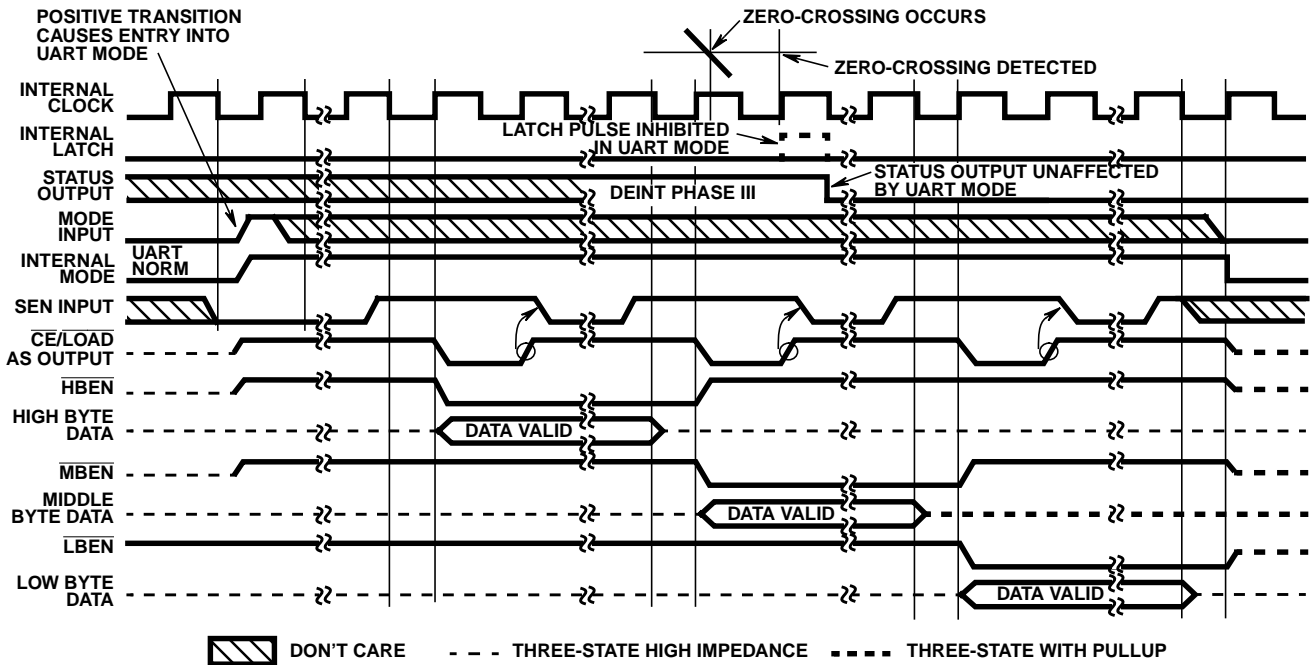 POSITIVE TRANSITION
CAUSES ENTRY INTO
UART MODE
ZERO-CROSSING OCCURS
ZERO-CROSSING DETECTED
INTERNAL
CLOCK
INTERNAL
LATCH
LATCH PULSE INHIBITED
IN UART MODE
STATUS
OUTPUT
DEINT PHASE III
STATUS OUTPUT UNAFFECTED
BY UART MODE
MODE
INPUT
INTERNAL
MODE
UART
NORM
SEN INPUT
CE/LOAD
AS OUTPUT
HBEN
HIGH BYTE
DATA
DATA VALID
MBEN
MIDDLE
BYTE DATA
DATA VALID
LBEN
LOW BYTE
DATA
DATA VALID
DON'T CARE
THREE-STATE HIGH IMPEDANCE
THREE-STATE WITH PULLUP